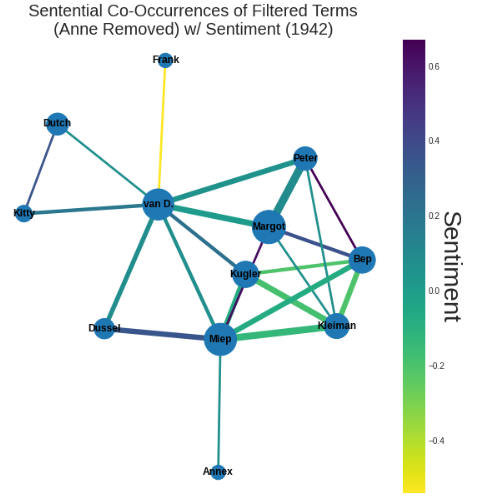 Sentential Co-Occurrences of Filtered Terms
(Anne Removed) w/ Sentiment (1942)
Frank
Dutch
Peter
Kitty
van D.
Margot
Bep
Kugler
Dussel
Miep
Kleiman
Annex
0.6
0.4
0.2
0.0
−0.2
−0.4
Sentiment